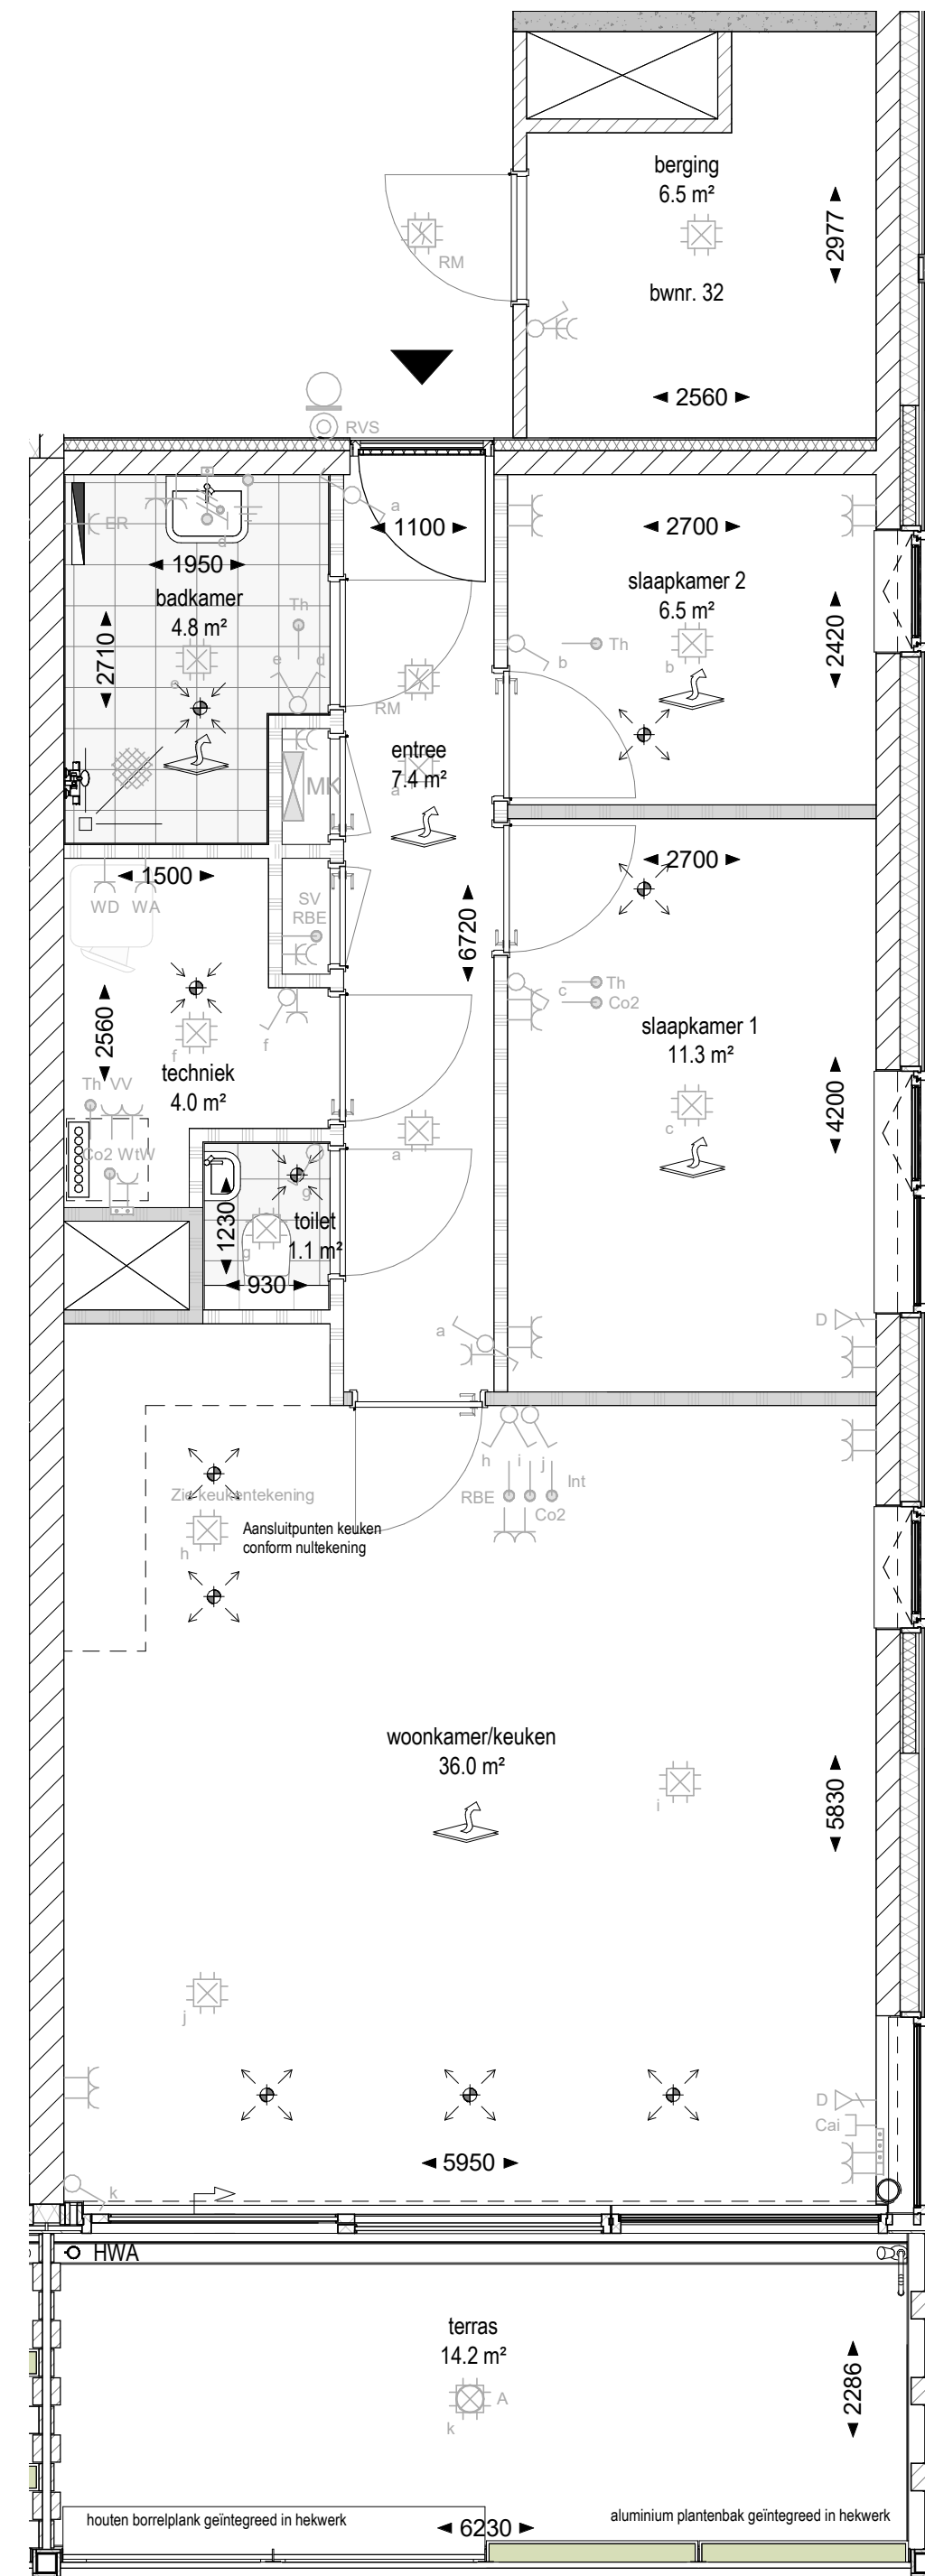 berging
6.5 m²
2977
RM
bwnr. 32
2560
RVS
a
1100
2700
ER
d
1950
slaapkamer 2
6.5 m²
badkamer
4.8 m²
Th
2420
2710
b
Th
b
e
d
e
RM
entree
7.4 m²
a
MK
2700
1500
WD
WA
SV
RBE
6720
c
Th
Co2
2560
slaapkamer 1
11.3 m²
f
f
techniek
4.0 m²
Th
VV
4200
c
Co2
WtW
a
g
toilet
1.1 m²
1230
g
930
D
a
h
i
j
Int
RBE
Co2
Zie keukentekening
Aansluitpunten keuken
conform nultekening
h
woonkamer/keuken
36.0 m²
i
5830
j
D
Cai
5950
k
HWA
terras
14.2 m²
2286
A
k
houten borrelplank geïntegreed in hekwerk
aluminium plantenbak geïntegreed in hekwerk
6230